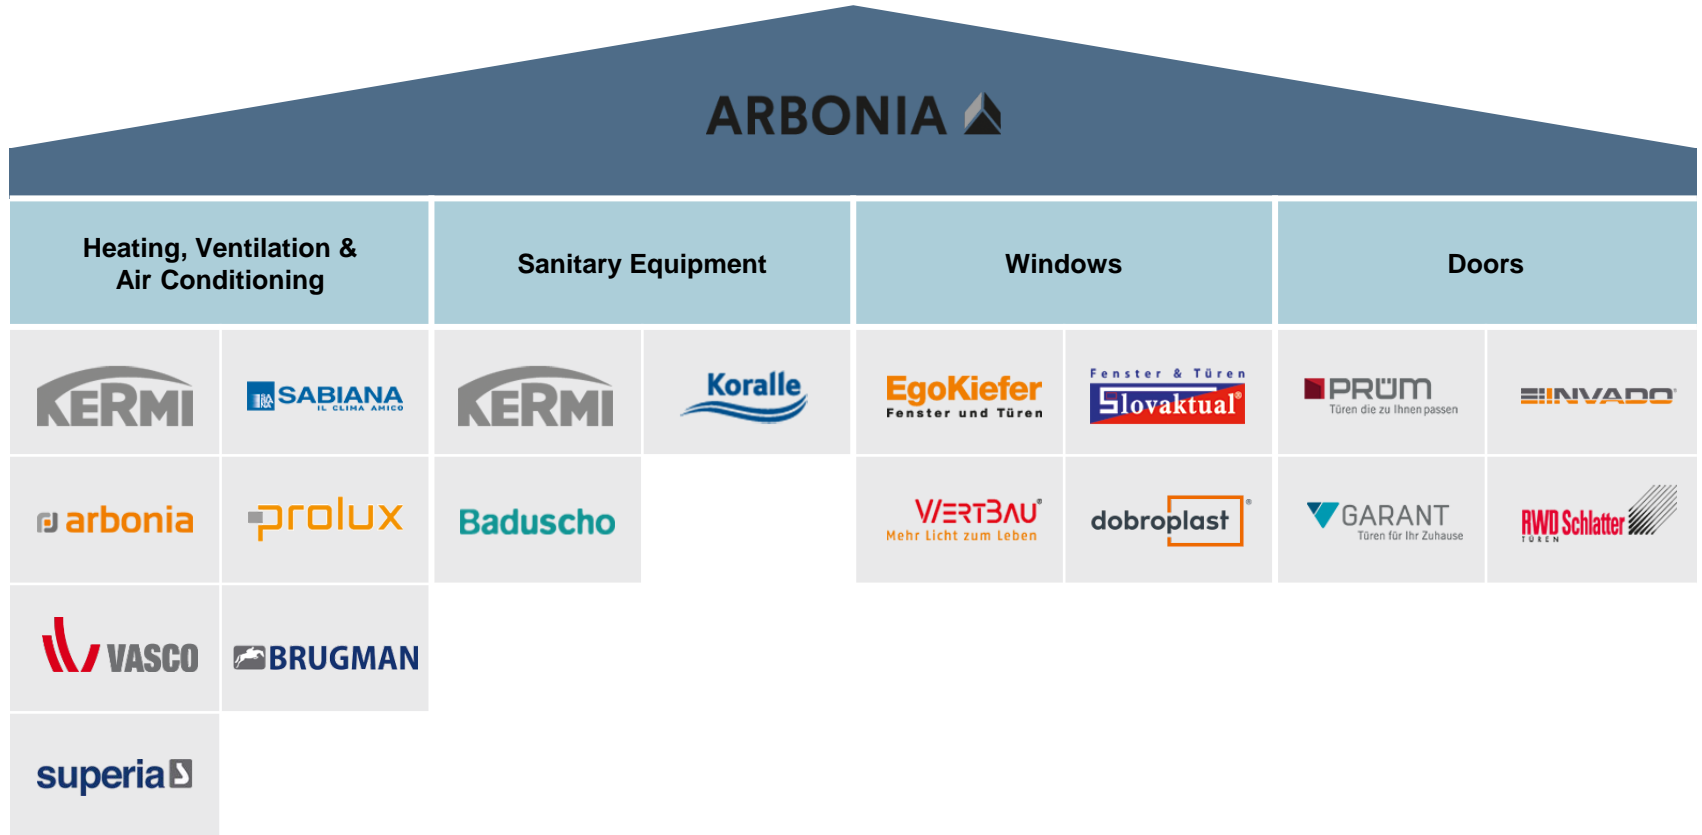 ARBONIA
Heating, Ventilation &
Air Conditioning
Sanitary Equipment
Windows
Doors
KERMI
SABIANA
IL CLIMA AMICO
KERMI
Koralle
EgoKiefer
Fenster und Türen
Fenster & Türen
Slovaktual®
PRÜM
Türen die zu Ihnen passen
INVADO®
arbonia
prolux
Baduscho
WERTBAU®
Mehr Licht zum Leben
dobroplast®
GARANT
Türen für Ihr Zuhause
RWD Schlatter
TÜREN
VASCO
BRUGMAN
superia